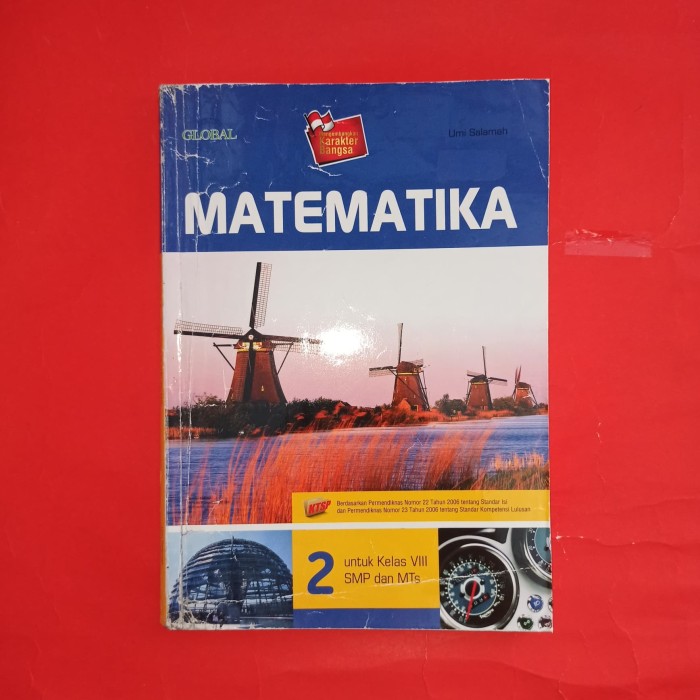 GLOBAL
Mengembangkan
Karakter
Bangsa
Umi Salamah
MATEMATIKA
KTSP
Berdasarkan Permendiknas Nomor 22 Tahun 2006 tentang Standar Isi
dan Permendiknas Nomor 23 Tahun 2006 tentang Standar Kompetensi Lulusan
2
untuk Kelas VIII
SMP dan MTs